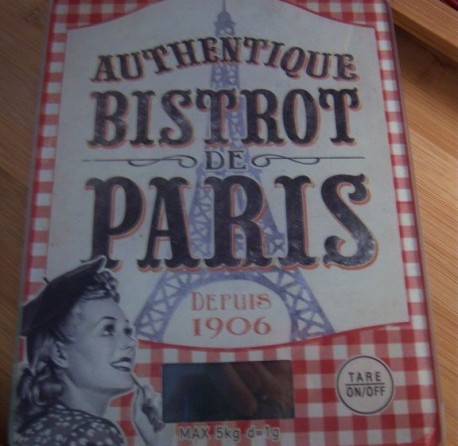 AUTHENTIQUE
BISTROT
DE
PARIS
DEPUIS
1906
TARE
ON/OFF
MAX 5kg d=1g